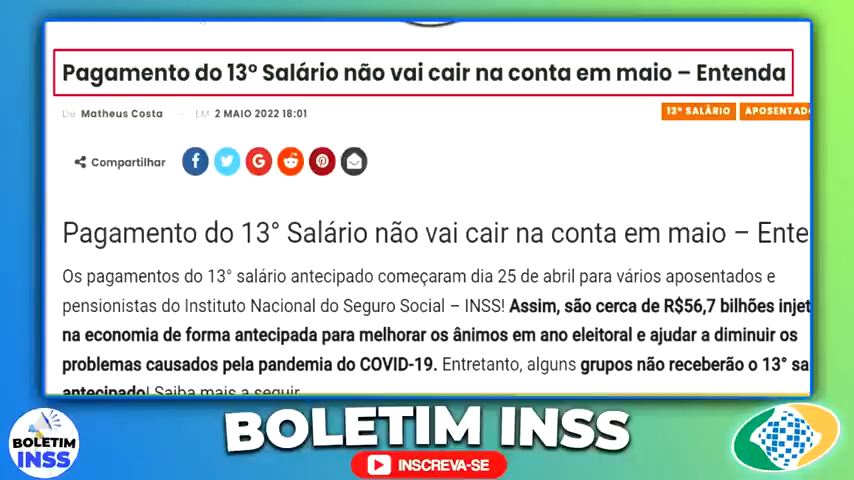 Pagamento do 13º Salário não vai cair na conta em maio – Entenda
De Matheus Costa — EM 2 MAIO 2022 18:01
13º SALÁRIO APOSENTAD
Compartilhar
Pagamento do 13° Salário não vai cair na conta em maio – Ente
Os pagamentos do 13° salário antecipado começaram dia 25 de abril para vários aposentados e
pensionistas do Instituto Nacional do Seguro Social – INSS! Assim, são cerca de R$56,7 bilhões injet
na economia de forma antecipada para melhorar os ânimos em ano eleitoral e ajudar a diminuir os
problemas causados pela pandemia do COVID-19. Entretanto, alguns grupos não receberão o 13° sa
antecipado! Saiba mais a seguir
BOLETIM INSS
BOLETIM
INSS
INSCREVA-SE